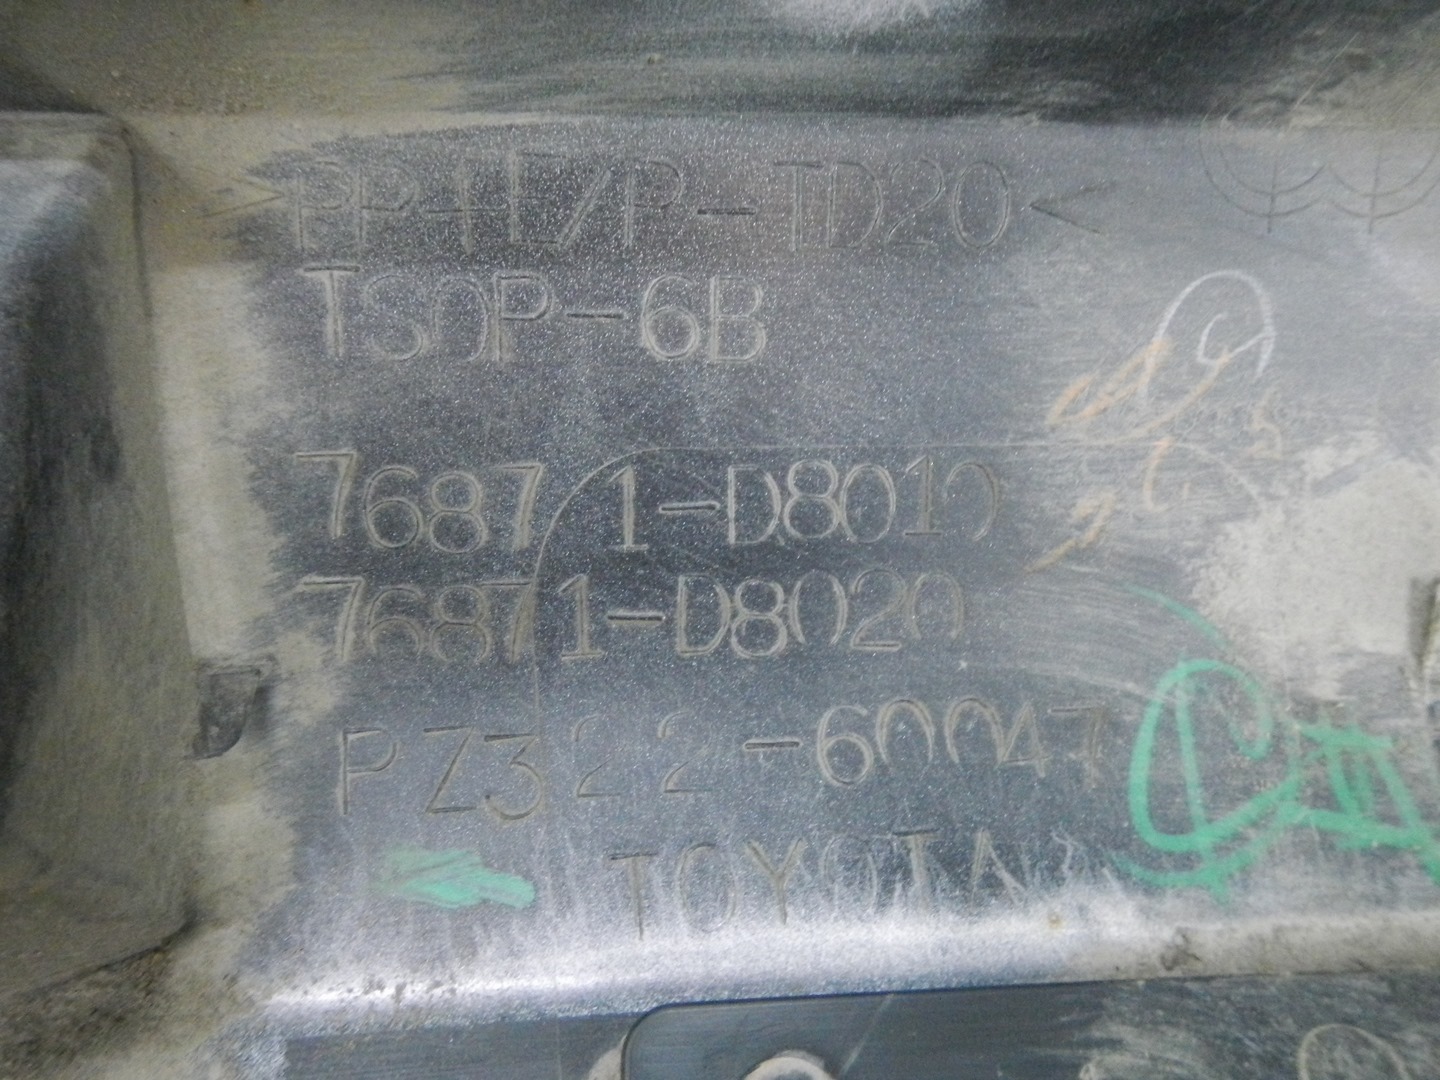 >PP+E/P-TD20<
TSOP-6B
76871-D8010
76871-D8020
PZ322-60047
TOYOTA